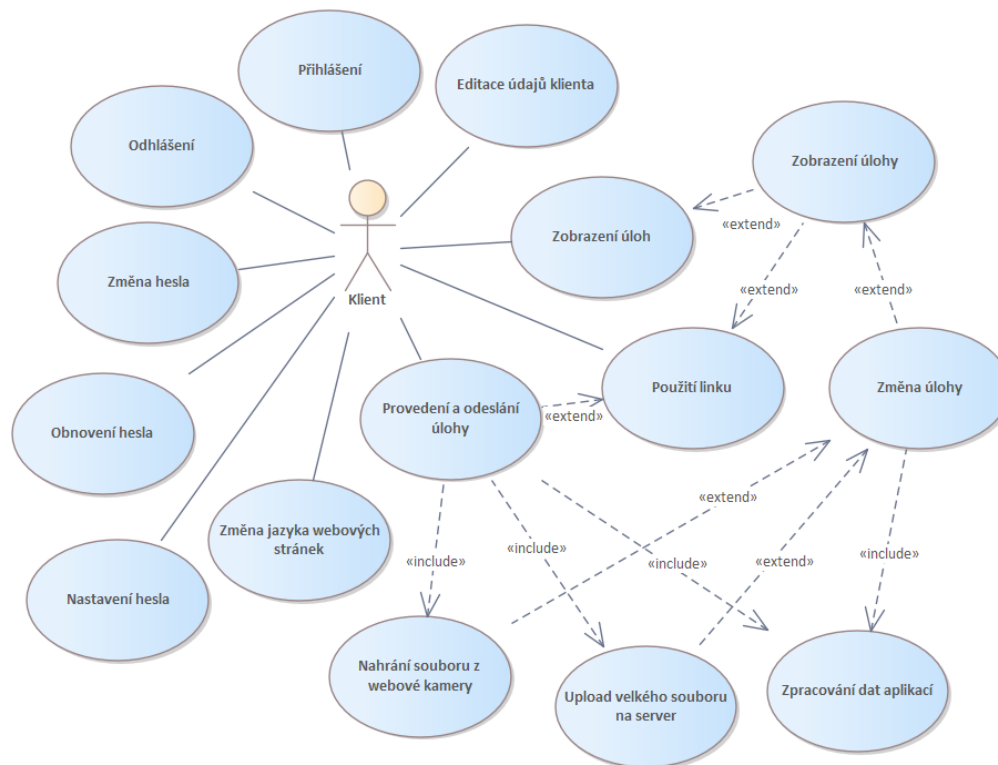 Přihlášení
Editace údajů klienta
Odhlášení
Zobrazení úlohy
«extend»
Zobrazení úloh
Změna hesla
Klient
«extend»
«extend»
Použití linku
Změna úlohy
Provedení a odeslání
úlohy
«extend»
Obnovení hesla
«extend»
Změna jazyka webových
stránek
«include»
«include»
«include»
«extend»
«include»
Nastavení hesla
Nahrání souboru z
webové kamery
Upload velkého souboru
na server
Zpracování dat aplikací